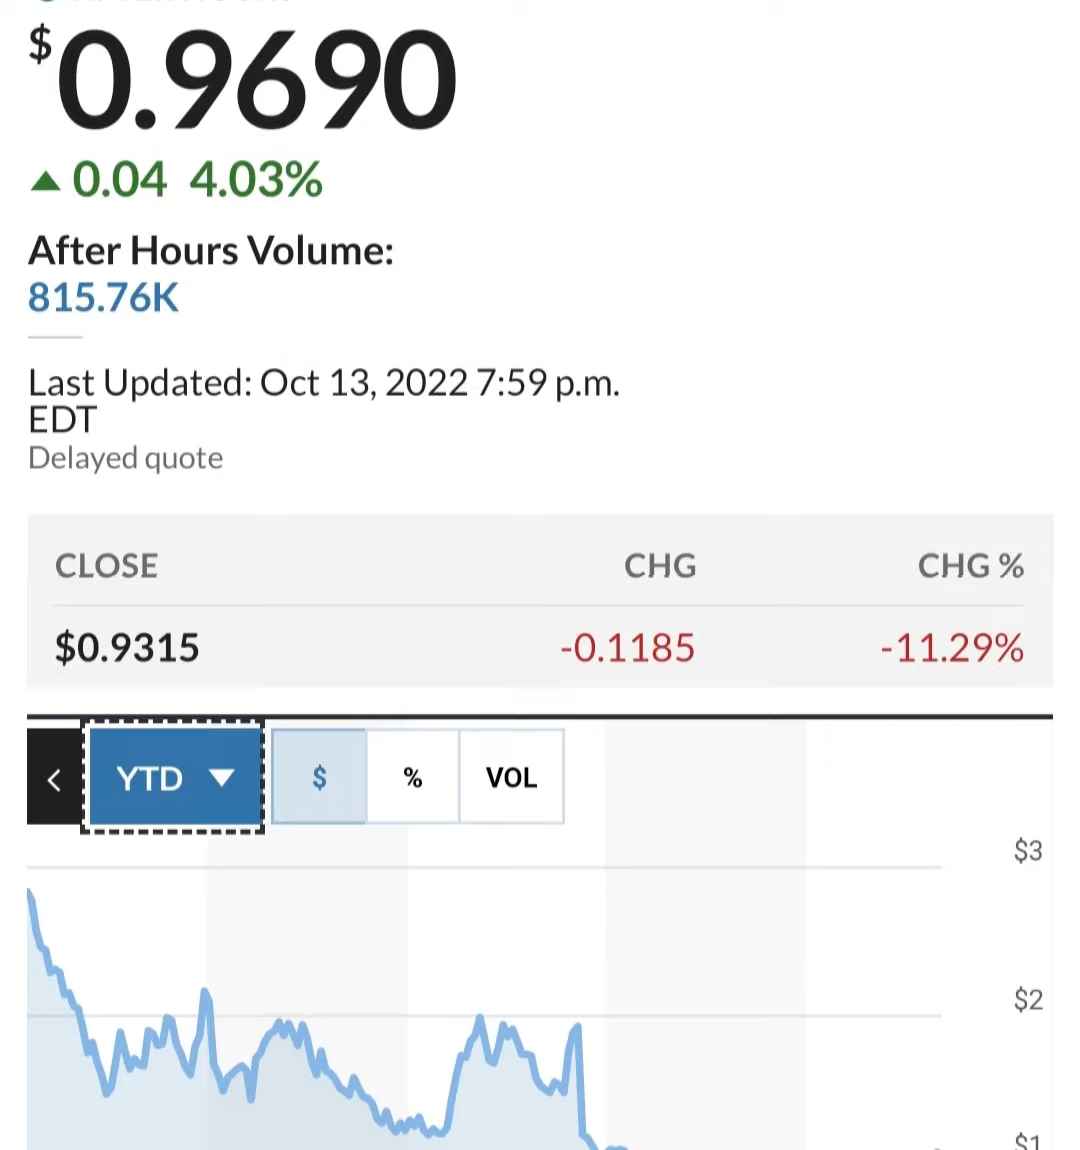 $0.9690
▲ 0.04 4.03%
After Hours Volume:
815.76K
Last Updated: Oct 13, 2022 7:59 p.m.
EDT
Delayed quote
CLOSE CHG CHG %
$0.9315 -0.1185 -11.29%
< YTD ▼ $ % VOL
$3
$2
$1